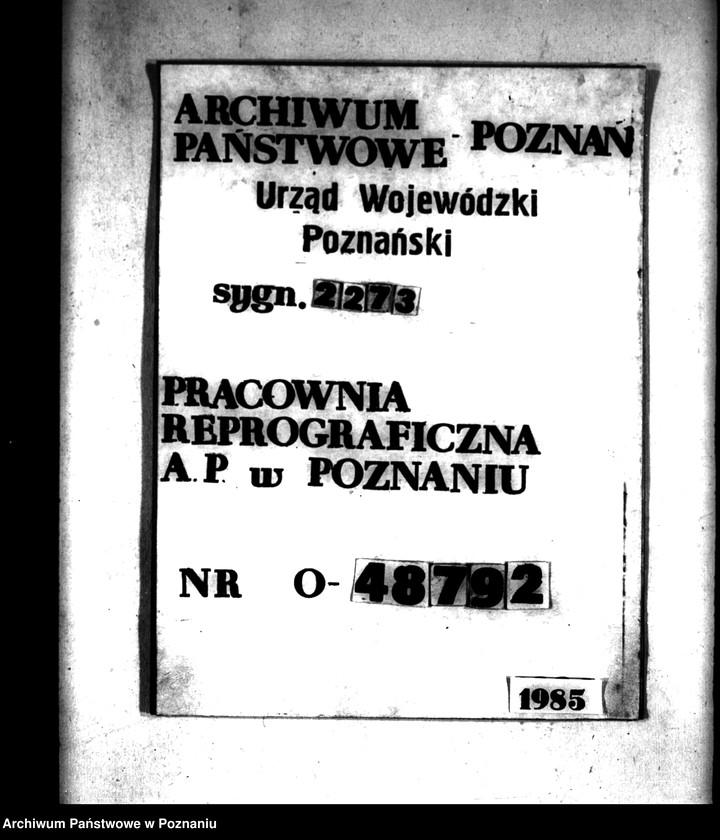 ARCHIWUM
PAŃSTWOWE - POZNAŃ
Urząd Wojewódzki
Poznański
sygn. 2273
PRACOWNIA
REPROGRAFICZNA
A.P. w POZNANIU
NR O-48792
1985
Archiwum Państwowe w Poznaniu